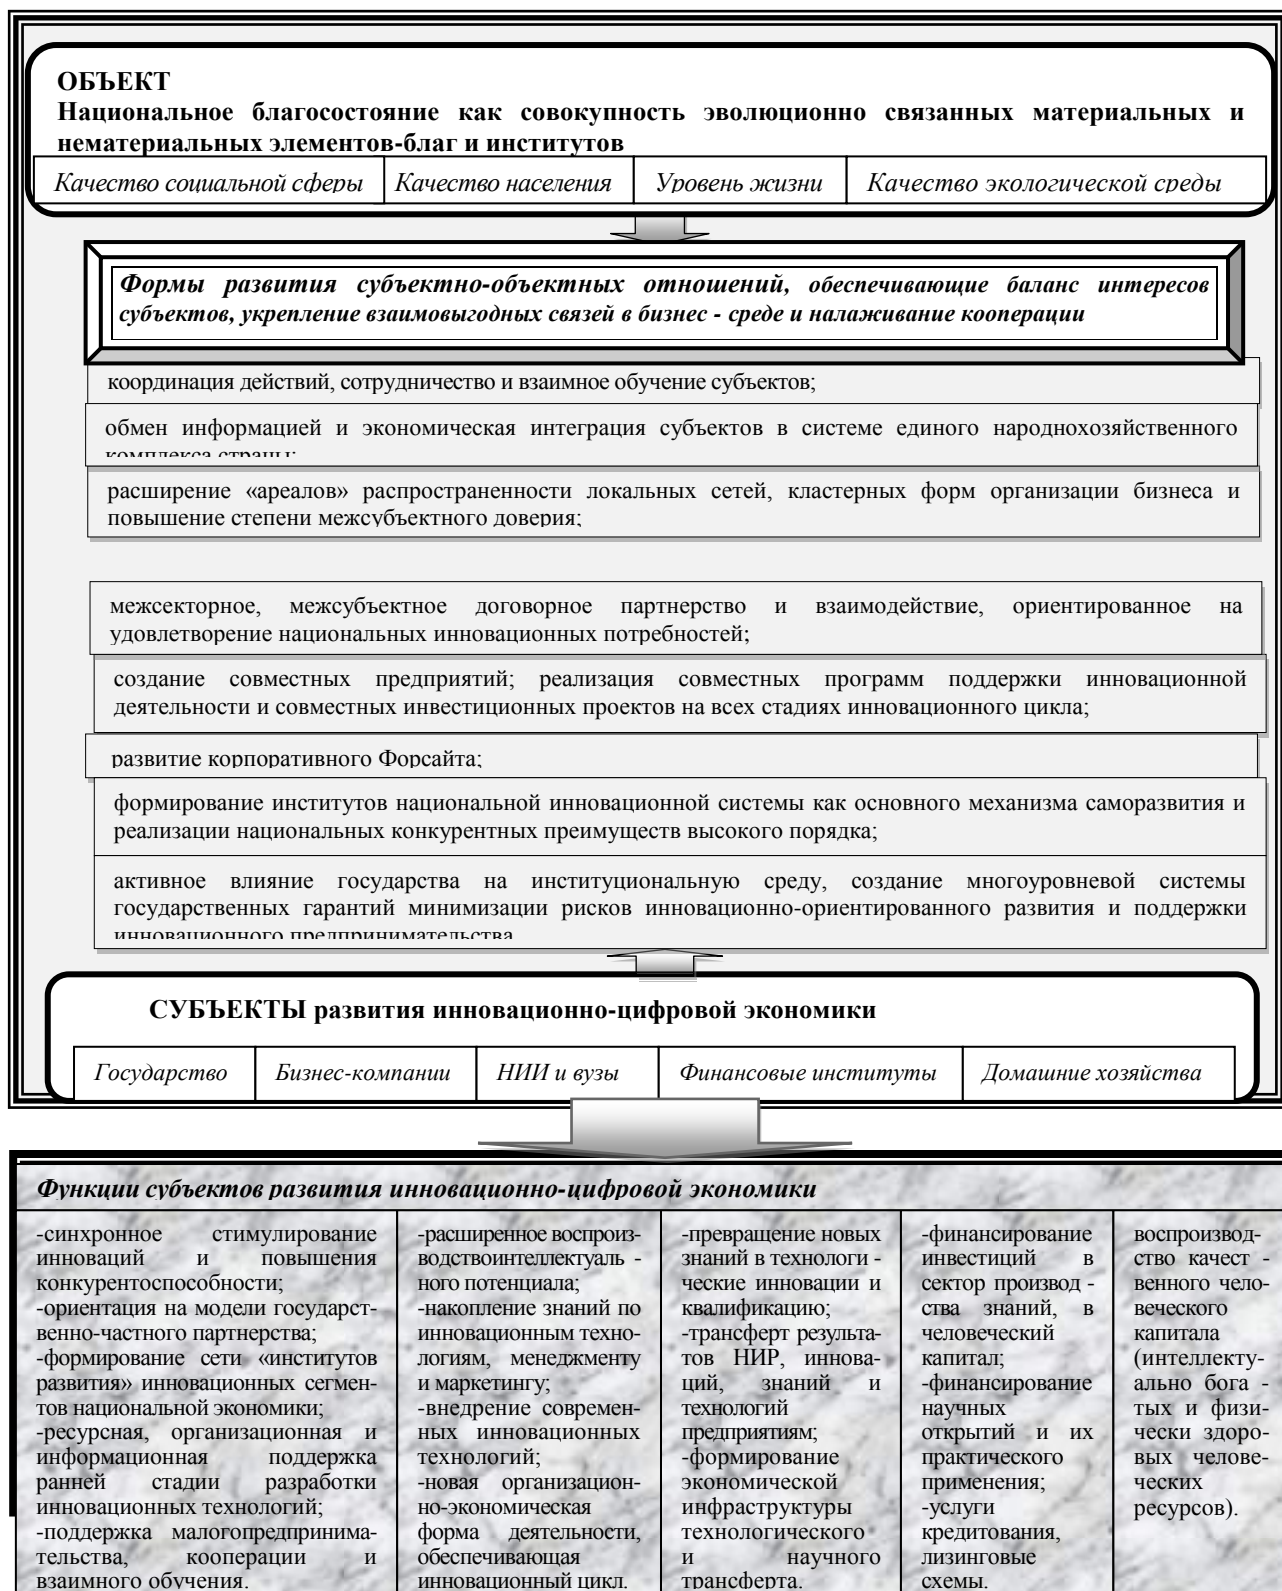 ОБЪЕКТ
Национальное благосостояние как совокупность эволюционно связанных материальных и
нематериальных элементов-благ и институтов
Качество социальной сферы
Качество населения
Уровень жизни
Качество экологической среды
Формы развития субъектно-объектных отношений, обеспечивающие баланс интересов
субъектов, укрепление взаимовыгодных связей в бизнес - среде и налаживание кооперации
координация действий, сотрудничество и взаимное обучение субъектов;
обмен информацией и экономическая интеграция субъектов в системе единого народнохозяйственного
комплекса страны;
расширение «ареалов» распространенности локальных сетей, кластерных форм организации бизнеса и
повышение степени межсубъектного доверия;
межсекторное, межсубъектное договорное партнерство и взаимодействие, ориентированное на
удовлетворение национальных инновационных потребностей;
создание совместных предприятий; реализация совместных программ поддержки инновационной
деятельности и совместных инвестиционных проектов на всех стадиях инновационного цикла;
развитие корпоративного Форсайта;
формирование институтов национальной инновационной системы как основного механизма саморазвития и
реализации национальных конкурентных преимуществ высокого порядка;
активное влияние государства на институциональную среду, создание многоуровневой системы
государственных гарантий минимизации рисков инновационно-ориентированного развития и поддержки
инновационного предпринимательства
СУБЪЕКТЫ развития инновационно-цифровой экономики
Государство
Бизнес-компании
НИИ и вузы
Финансовые институты
Домашние хозяйства
Функции субъектов развития инновационно-цифровой экономики
-синхронное стимулирование
инноваций и повышения
конкурентоспособности;
-ориентация на модели государст-
венно-частного партнерства;
-формирование сети «институтов
развития» инновационных сегмен-
тов национальной экономики;
-ресурсная, организационная и
информационная поддержка
ранней стадии разработки
инновационных технологий;
-поддержка малогопредпринима-
тельства, кооперации и
взаимного обучения.
-расширенное воспроиз-
водствоинтеллектуаль -
ного потенциала;
-накопление знаний по
инновационным техно-
логиям, менеджменту
и маркетингу;
-внедрение современ-
ных инновационных
технологий;
-новая организацион-
но-экономическая
форма деятельности,
обеспечивающая
инновационный цикл.
-превращение новых
знаний в технологи -
ческие инновации и
квалификацию;
-трансферт результа-
тов НИР, иннова-
ций, знаний и
технологий
предприятиям;
-формирование
экономической
инфраструктуры
технологического
и научного
трансферта.
-финансирование
инвестиций в
сектор производ -
ства знаний, в
человеческий
капитал;
-финансирование
научных
открытий и их
практического
применения;
-услуги
кредитования,
лизинговые
схемы.
воспроизвод-
ство качест -
венного чело-
веческого
капитала
(интеллекту-
ально бога -
тых и физи-
чески здоро-
вых челове-
ческих
ресурсов).